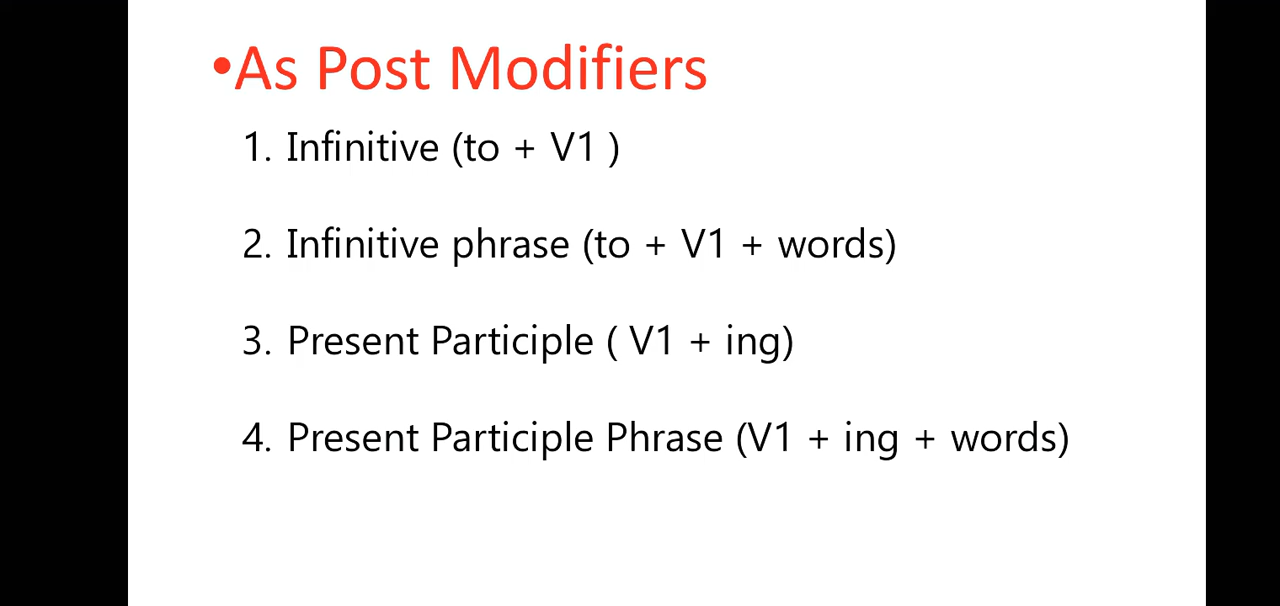 •As Post Modifiers
1. Infinitive (to + V1 )
2. Infinitive phrase (to + V1 + words)
3. Present Participle ( V1 + ing)
4. Present Participle Phrase (V1 + ing + words)